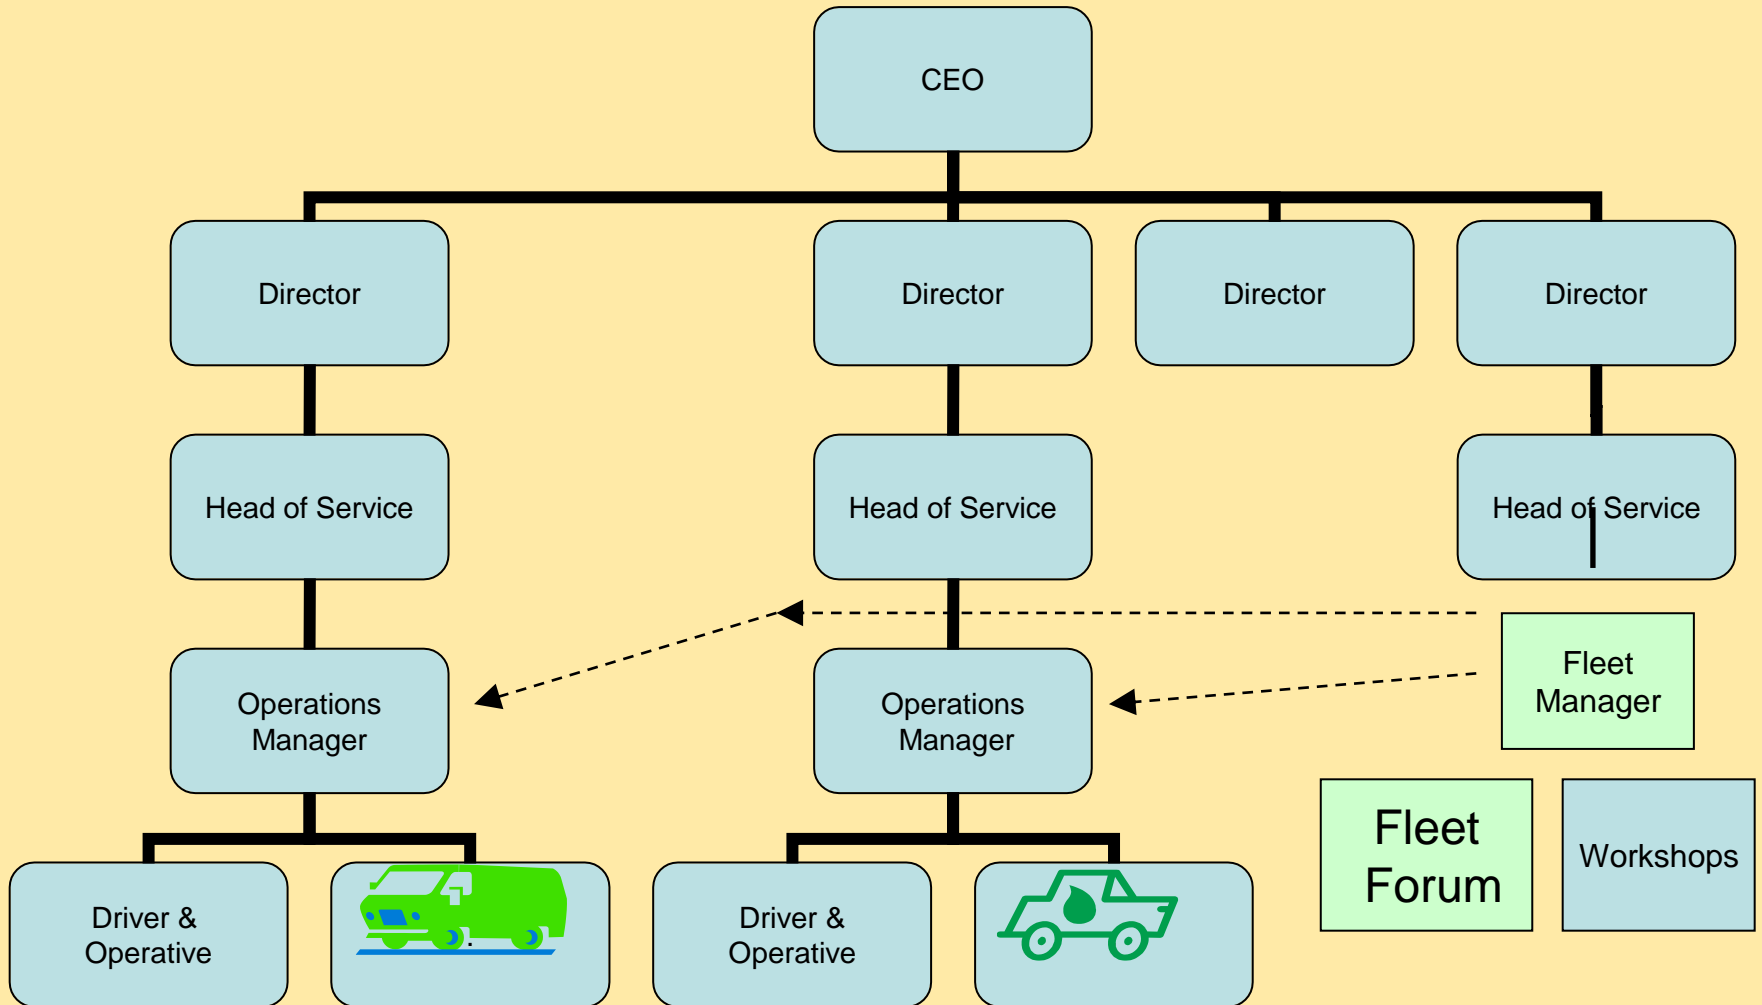 CEO
Director
Director
Director
Director
Head of Service
Head of Service
Head of Service
Operations
Manager
Operations
Manager
Fleet
Manager
Driver &
Operative
.
Driver &
Operative
Fleet
Forum
Workshops